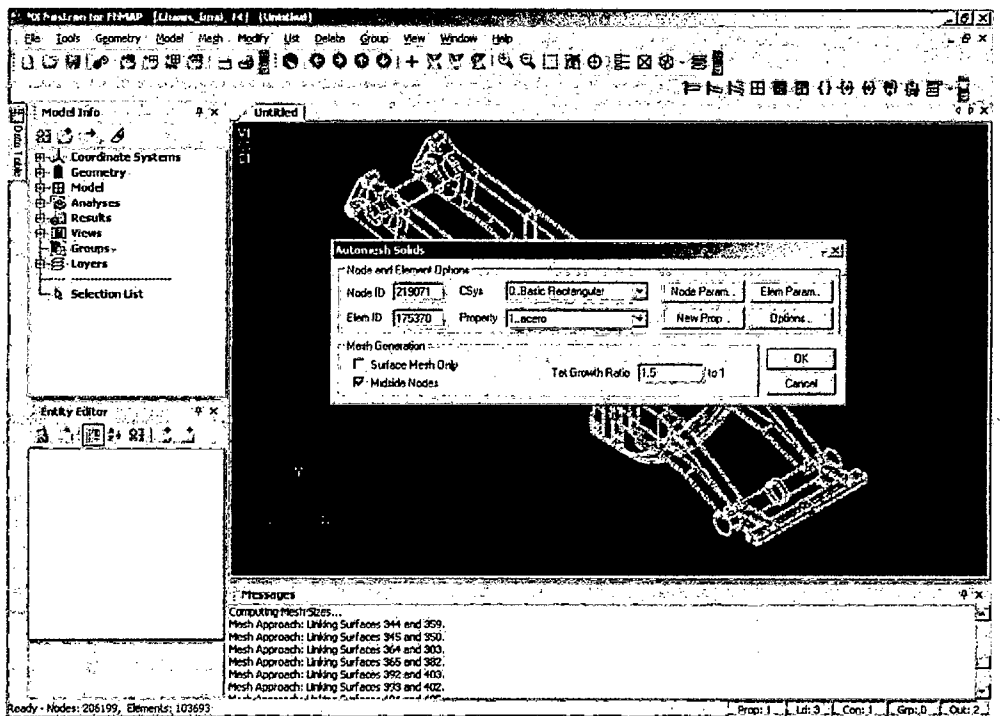 NX Nastran for FEMAP
File Tools Geometry Model Mesh Modify List Delete Group View Window Help
Model Info
Untitled
Data Table
Coordinate Systems
Geometry
Model
Analyses
Results
Views
Groups
Layers
Selection List
Automesh Solids
Node and Element Options
Node ID 219071 CSys 0..Basic Rectangular Node Param.. Elem Param..
Elem ID 175370 Property 1..acero New Prop.. Options..
Mesh Generation
Surface Mesh Only
Midside Nodes
Tet Growth Ratio 1.5 to 1
OK
Cancel
Entity Editor
Messages
Computing Mesh Sizes...
Mesh Approach: Linking Surfaces 344 and 359.
Mesh Approach: Linking Surfaces 345 and 350.
Mesh Approach: Linking Surfaces 364 and 303.
Mesh Approach: Linking Surfaces 365 and 382.
Mesh Approach: Linking Surfaces 392 and 403.
Mesh Approach: Linking Surfaces 393 and 402.
Ready - Nodes: 206199, Elements: 103693 Prop: 1 Ld: 3 Con: 1 Grp: 0 Out: 2